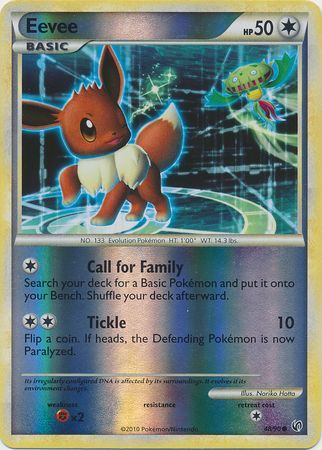 Eevee
HP 50
BASIC
NO. 133 Evolution Pokémon HT: 1'00" WT: 14.3 lbs.
Call for Family
Search your deck for a Basic Pokémon and put it onto
your Bench. Shuffle your deck afterward.
Tickle 10
Flip a coin. If heads, the Defending Pokémon is now
Paralyzed.
Its irregularly configured DNA is affected by its surroundings. It evolves if its
environment changes.
Illus. Noriko Hotta
weakness resistance retreat cost
×2
©2010 Pokémon/Nintendo
48/90